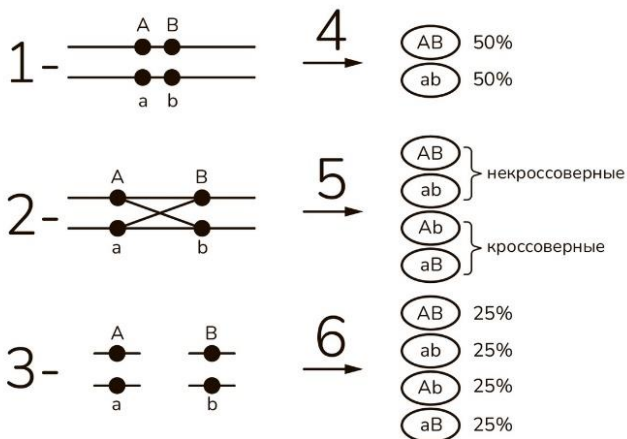 A B
1-
a b
4
AB 50%
ab 50%
A B
2-
a b
5
AB
ab
некроссоверные
Ab
aB
кроссоверные
A B
3-
a b
6
AB 25%
ab 25%
Ab 25%
aB 25%